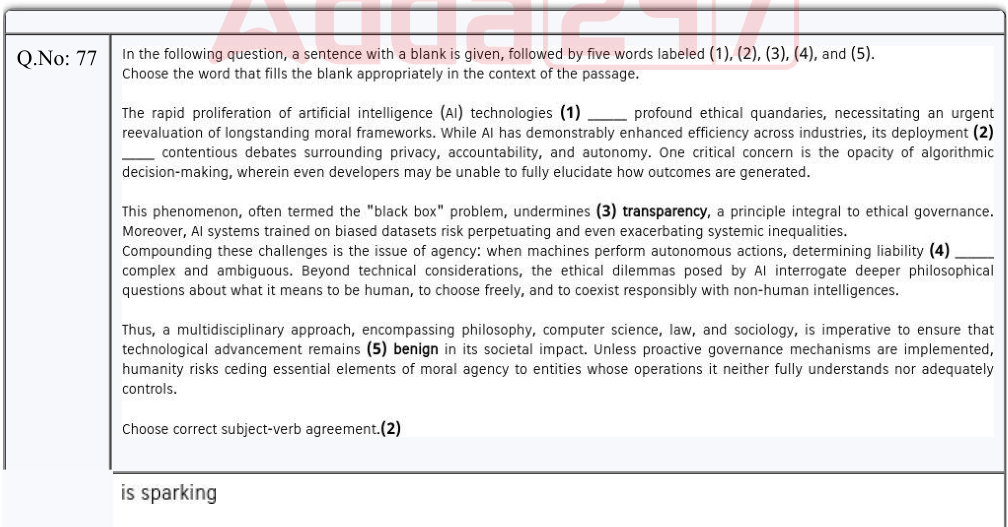 Adda 247
Q.No: 77
In the following question, a sentence with a blank is given, followed by five words labeled (1), (2), (3), (4), and (5).
Choose the word that fills the blank appropriately in the context of the passage.
The rapid proliferation of artificial intelligence (AI) technologies (1) _____ profound ethical quandaries, necessitating an urgent
reevaluation of longstanding moral frameworks. While AI has demonstrably enhanced efficiency across industries, its deployment (2)
_____ contentious debates surrounding privacy, accountability, and autonomy. One critical concern is the opacity of algorithmic
decision-making, wherein even developers may be unable to fully elucidate how outcomes are generated.
This phenomenon, often termed the "black box" problem, undermines (3) transparency, a principle integral to ethical governance.
Moreover, AI systems trained on biased datasets risk perpetuating and even exacerbating systemic inequalities.
Compounding these challenges is the issue of agency: when machines perform autonomous actions, determining liability (4) _____
complex and ambiguous. Beyond technical considerations, the ethical dilemmas posed by AI interrogate deeper philosophical
questions about what it means to be human, to choose freely, and to coexist responsibly with non-human intelligences.
Thus, a multidisciplinary approach, encompassing philosophy, computer science, law, and sociology, is imperative to ensure that
technological advancement remains (5) benign in its societal impact. Unless proactive governance mechanisms are implemented,
humanity risks ceding essential elements of moral agency to entities whose operations it neither fully understands nor adequately
controls.
Choose correct subject-verb agreement.(2)
is sparking